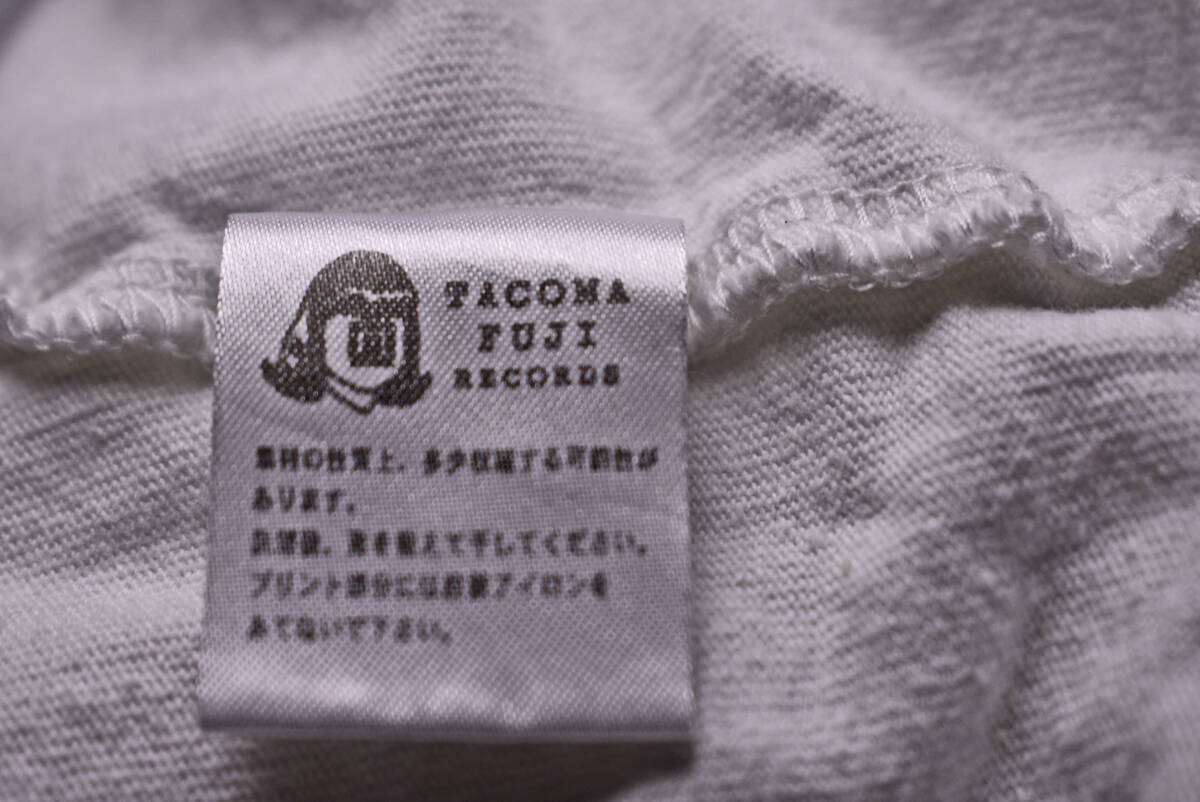 TACOMA
FUJI
RECORDS
素材の性質上、多少収縮する可能性が
あります。
洗濯後、形を整えて干してください。
プリント部分には直接アイロンを
あてないで下さい。